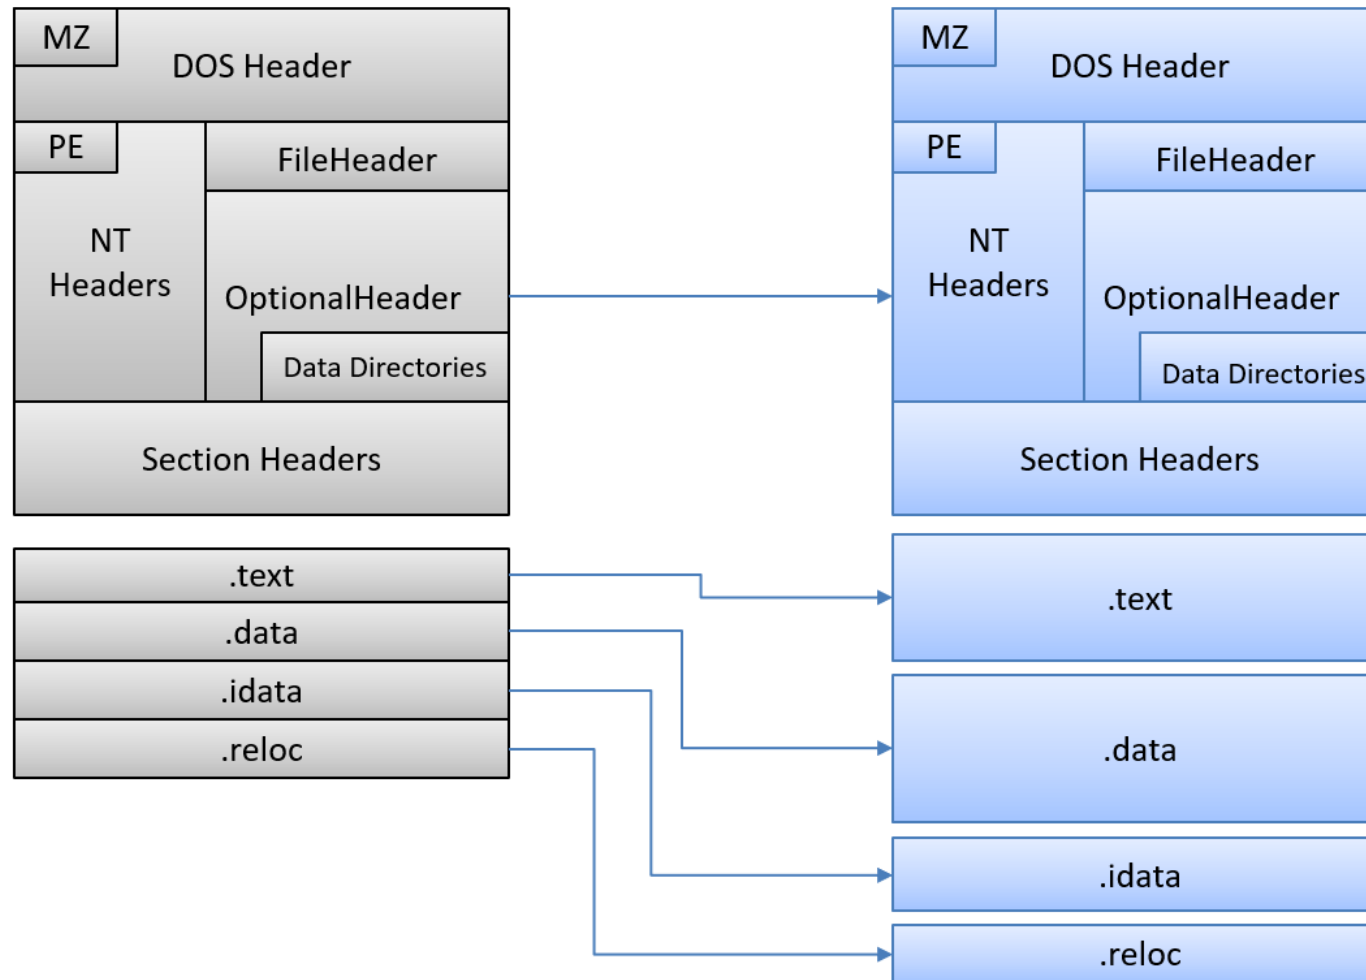 MZ
DOS Header
PE
FileHeader
NT
Headers
OptionalHeader
Data Directories
Section Headers
.text
.data
.idata
.reloc
MZ
DOS Header
PE
FileHeader
NT
Headers
OptionalHeader
Data Directories
Section Headers
.text
.data
.idata
.reloc